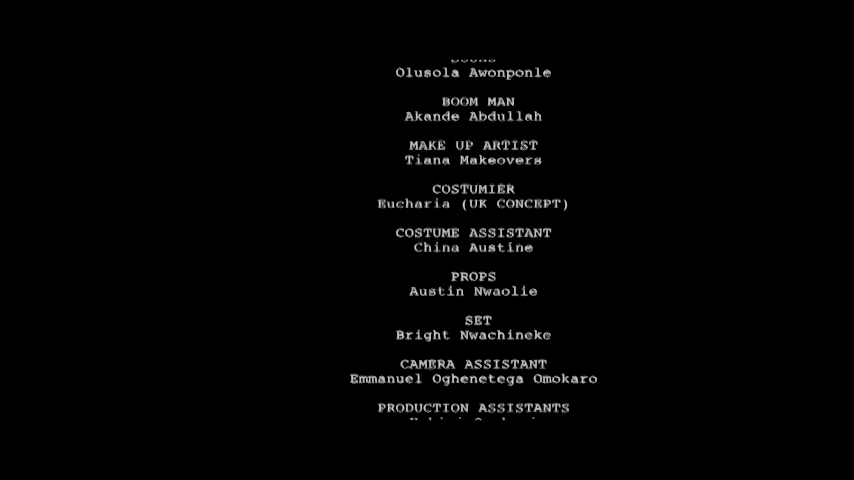 Olusola Awonponle
BOOM MAN
Akande Abdullah
MAKE UP ARTIST
Tiana Makeovers
COSTUMIER
Eucharia (UK CONCEPT)
COSTUME ASSISTANT
China Austine
PROPS
Austin Nwaolie
SET
Bright Nwachineke
CAMERA ASSISTANT
Emmanuel Oghenetega Omokaro
PRODUCTION ASSISTANTS